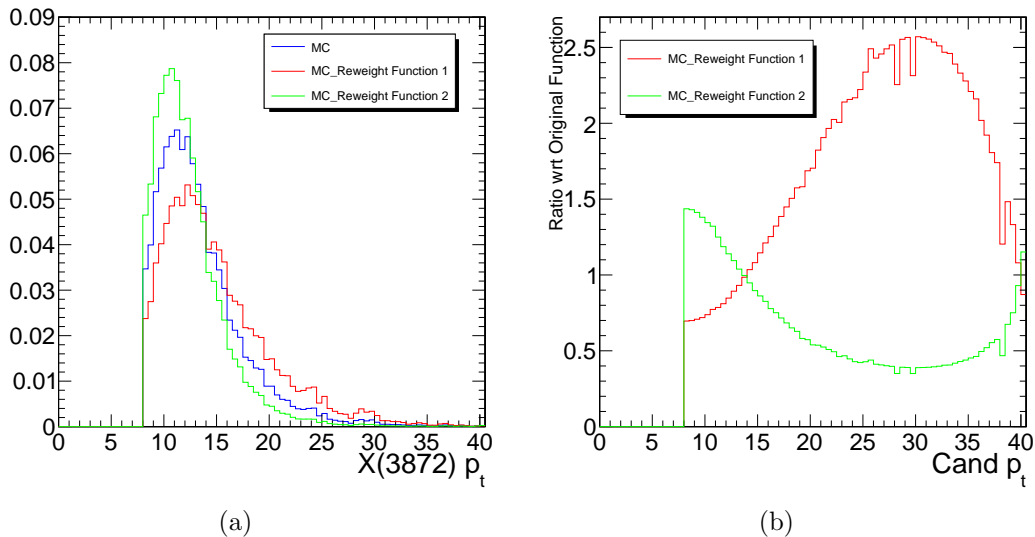 0.09
0.08
0.07
0.06
0.05
0.04
0.03
0.02
0.01
0
0 5 10 15 20 25 30 35 40
X(3872) p_t
MC
MC_Reweight Function 1
MC_Reweight Function 2
(a)
Ratio wrt Original Function
2.5
2
1.5
1
0.5
0
0 5 10 15 20 25 30 35 40
Cand p_t
MC_Reweight Function 1
MC_Reweight Function 2
(b)